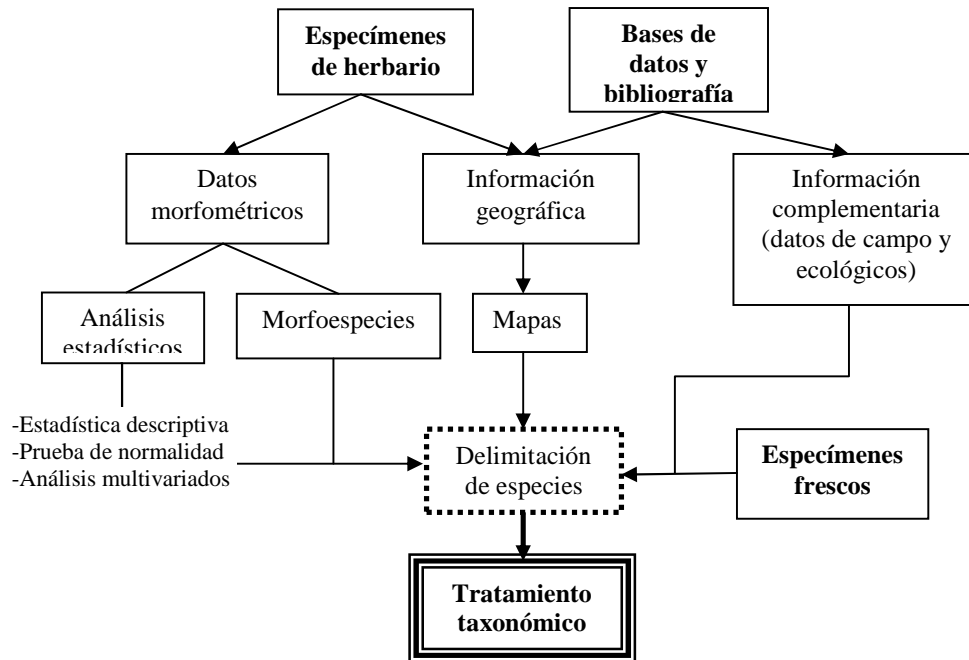 Especímenes
de herbario
Bases de
datos y
bibliografía
Datos
morfométricos
Información
geográfica
Información
complementaria
(datos de campo y
ecológicos)
Análisis
estadísticos
Morfoespecies
Mapas
-Estadística descriptiva
-Prueba de normalidad
-Análisis multivariados
Delimitación
de especies
Especímenes
frescos
Tratamiento
taxonómico